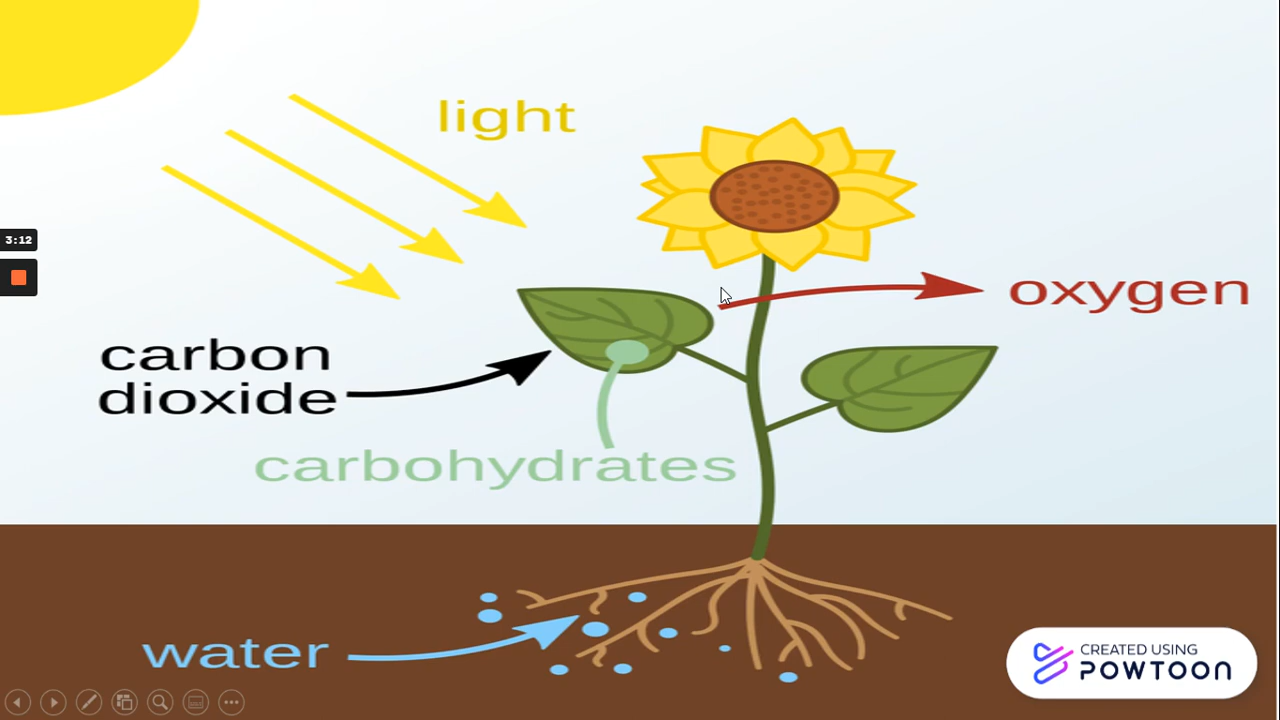 light
3:12
oxygen
carbon
dioxide
carbohydrates
water
CREATED USING
POWTOON